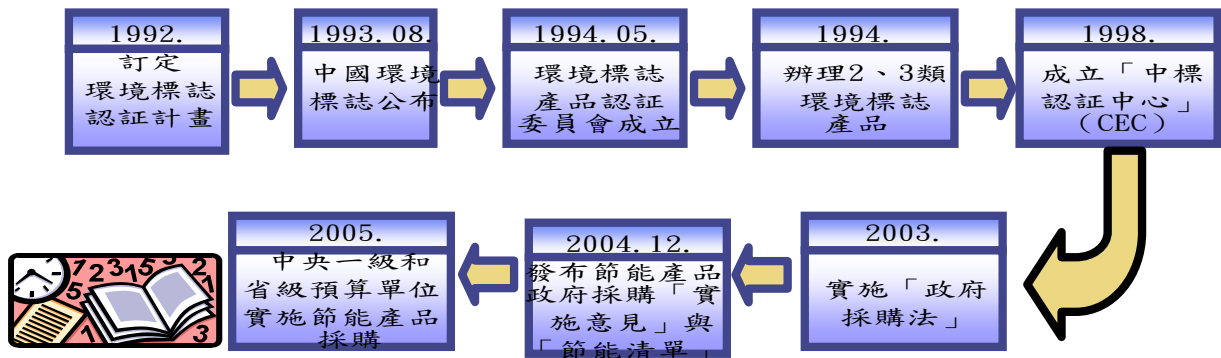 1992.
訂定
環境標誌
認証計畫
1993.08.
中國環境
標誌公布
1994.05.
環境標誌
產品認証
委員會成立
1994.
辨理2、3類
環境標誌
產品
1998.
成立「中標
認証中心」
(CEC)
2003.
實施「政府
採購法」
2004.12.
發布節能產品
政府採購「實
施意見」與
「節能清單」
2005.
中央一級和
省級預算單位
實施節能產品
採購